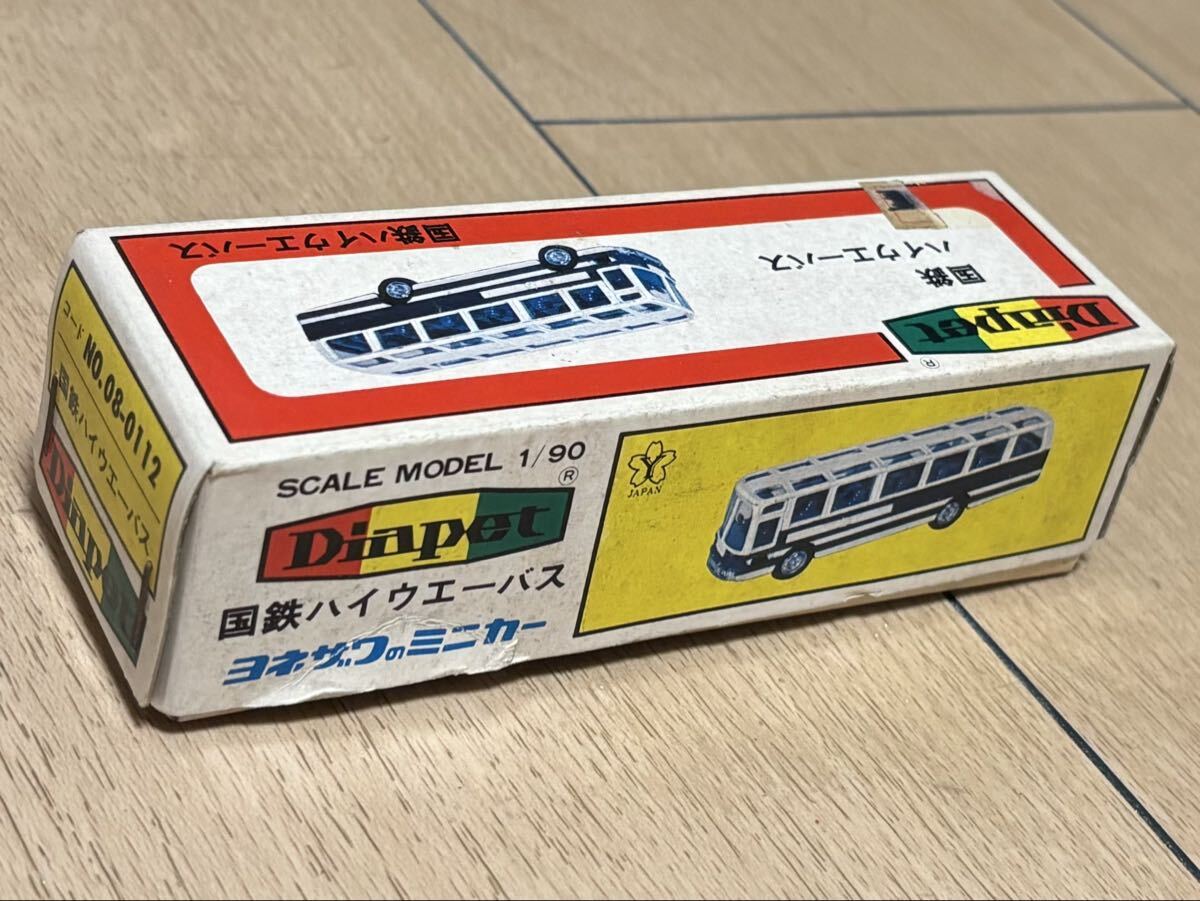 国鉄ハイウエーバス
国鉄
ハイウエーバス
Diapet
®
コード NO.08-0112
国鉄ハイウエーバス
Diapet
SCALE MODEL 1/90
®
Diapet
国鉄ハイウエーバス
ヨネザワのミニカー
Y
JAPAN